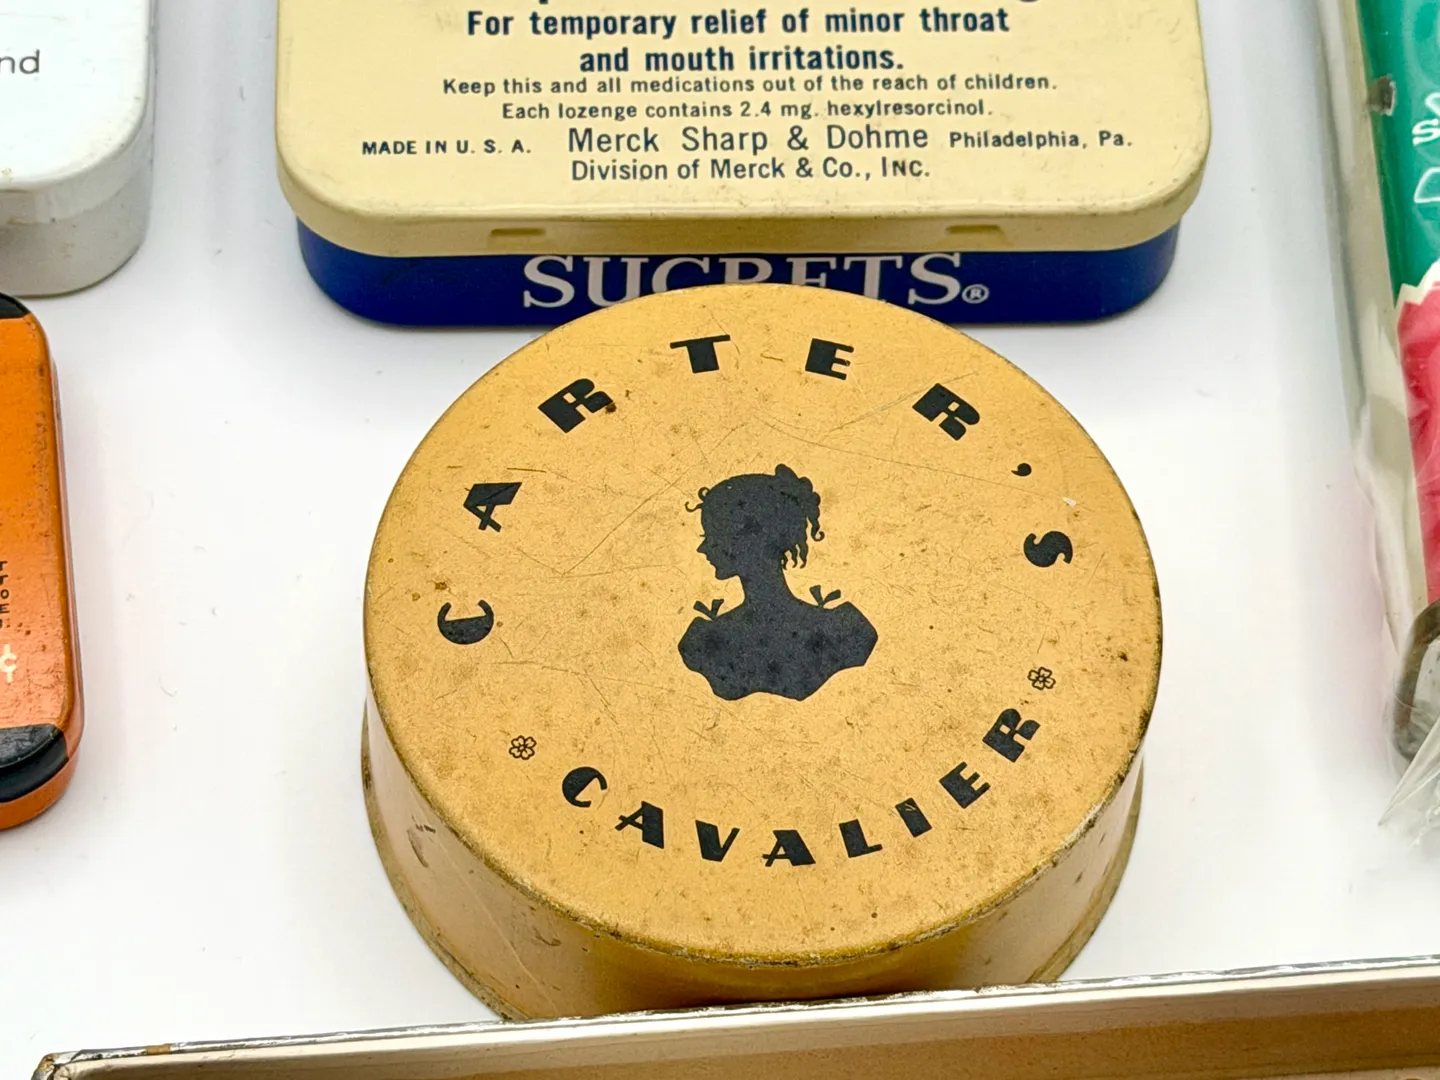 nd
For temporary relief of minor throat
and mouth irritations.
Keep this and all medications out of the reach of children.
Each lozenge contains 2.4 mg. hexylresorcinol.
MADE IN U. S. A. Merck Sharp & Dohme Philadelphia, Pa.
Division of Merck & Co., INC.
SUCRETS®
CARTER'S
CAVALIER
¢
S